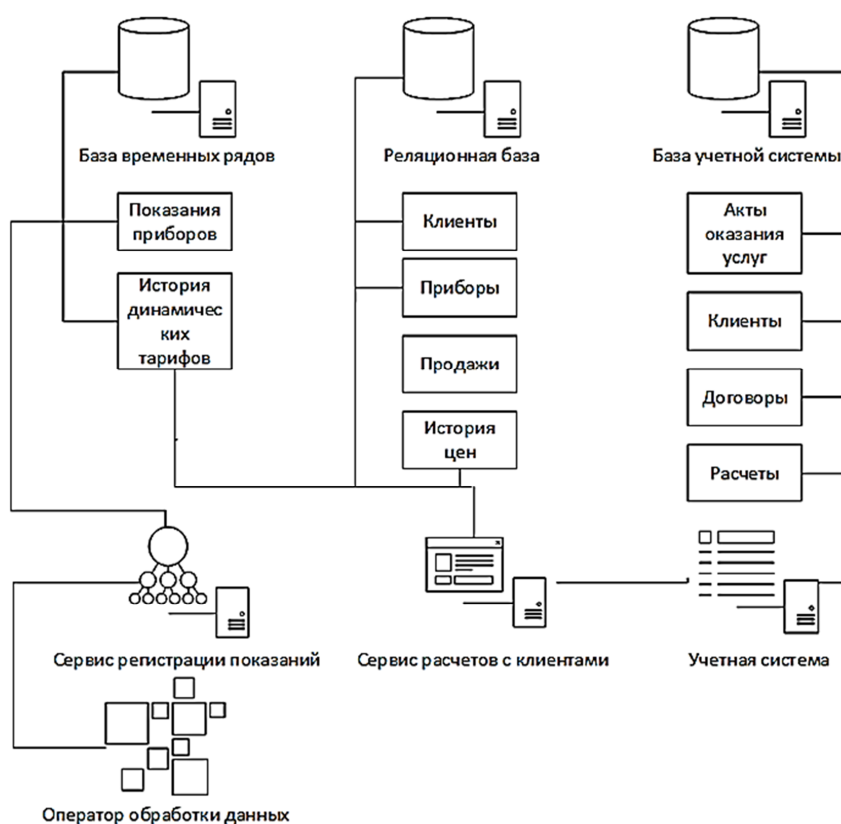 База временных рядов
Реляционная база
База учетной системы
Показания
приборов
История
динамичес
ких
тарифов
Клиенты
Приборы
Продажи
История
цен
Акты
оказания
услуг
Клиенты
Договоры
Расчеты
Сервис регистрации показаний
Сервис расчетов с клиентами
Учетная система
Оператор обработки данных